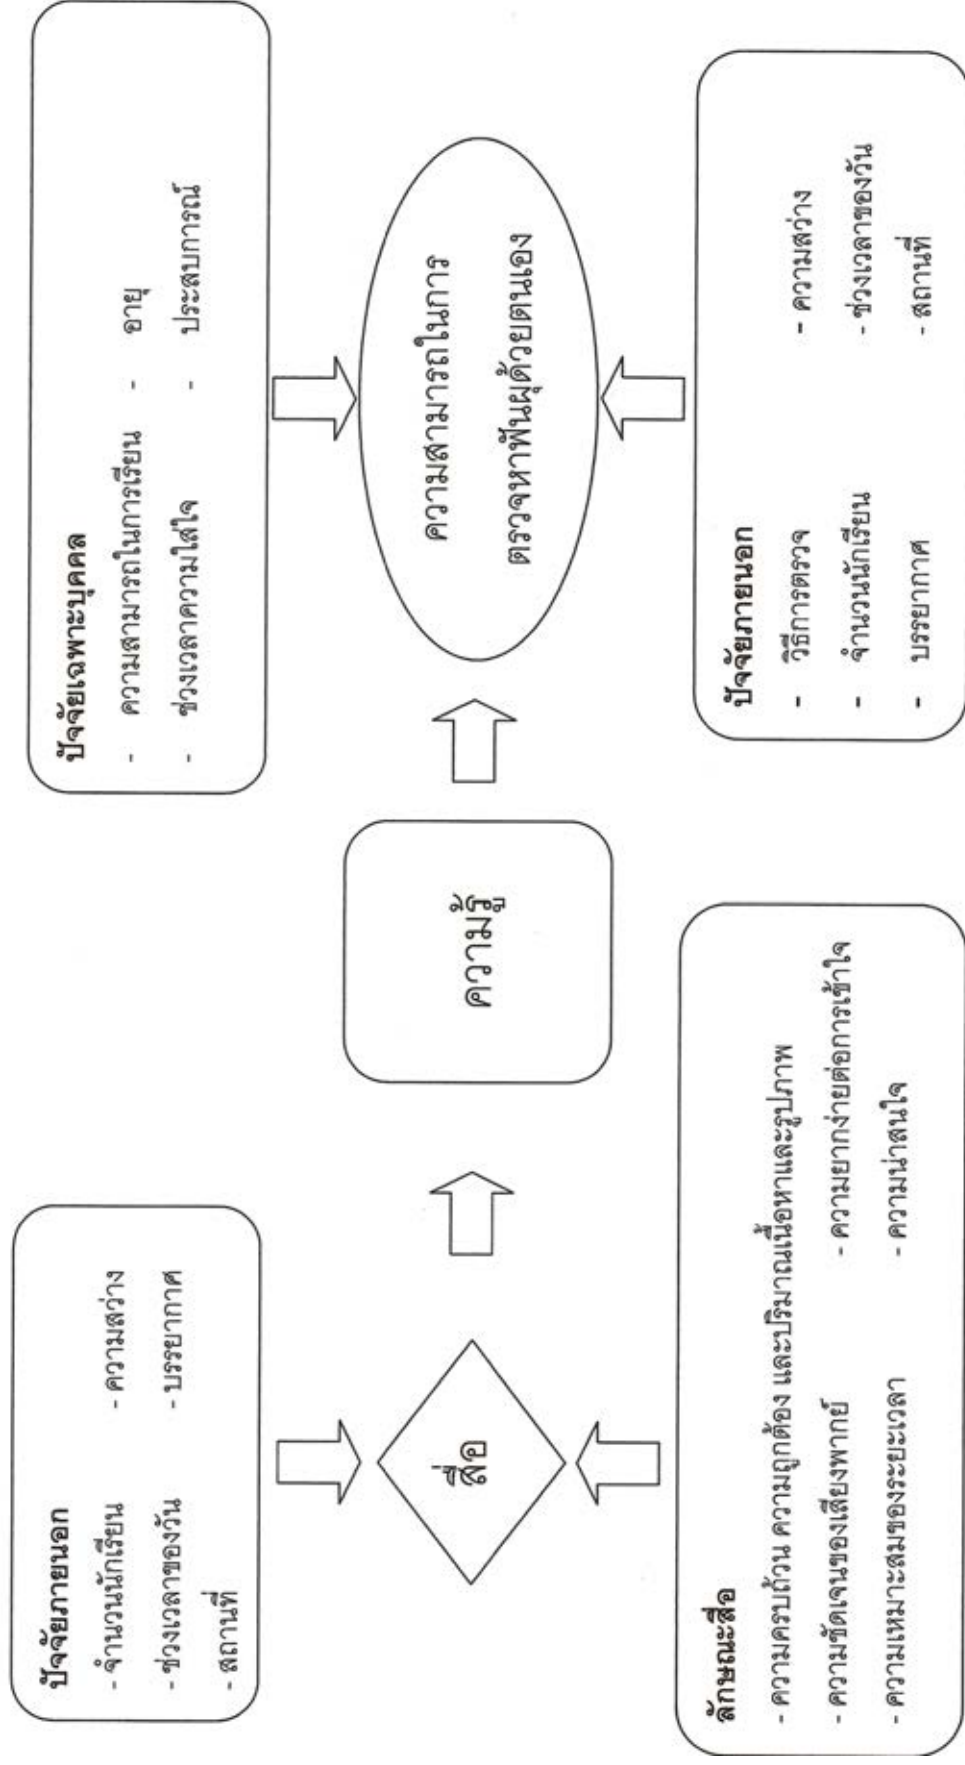 ปัจจัยภายนอก
- จำนวนนักเรียน - ความสว่าง
- ช่วงเวลาของวัน - บรรยากาศ
- สถานที่
สื่อ
ลักษณะสื่อ
- ความครบถ้วน ความถูกต้อง และปริมาณเนื้อหาและรูปภาพ
- ความชัดเจนของเสียงพากย์ - ความยากง่ายต่อการเข้าใจ
- ความเหมาะสมของระยะเวลา - ความน่าสนใจ
ความรู้
ปัจจัยเฉพาะบุคคล
- ความสามารถในการเรียน - อายุ
- ช่วงเวลาความใส่ใจ - ประสบการณ์
ความสามารถในการ
ตรวจหาฟันผุด้วยตนเอง
ปัจจัยภายนอก
- วิธีการตรวจ - ความสว่าง
- จำนวนนักเรียน - ช่วงเวลาของวัน
- บรรยากาศ - สถานที่